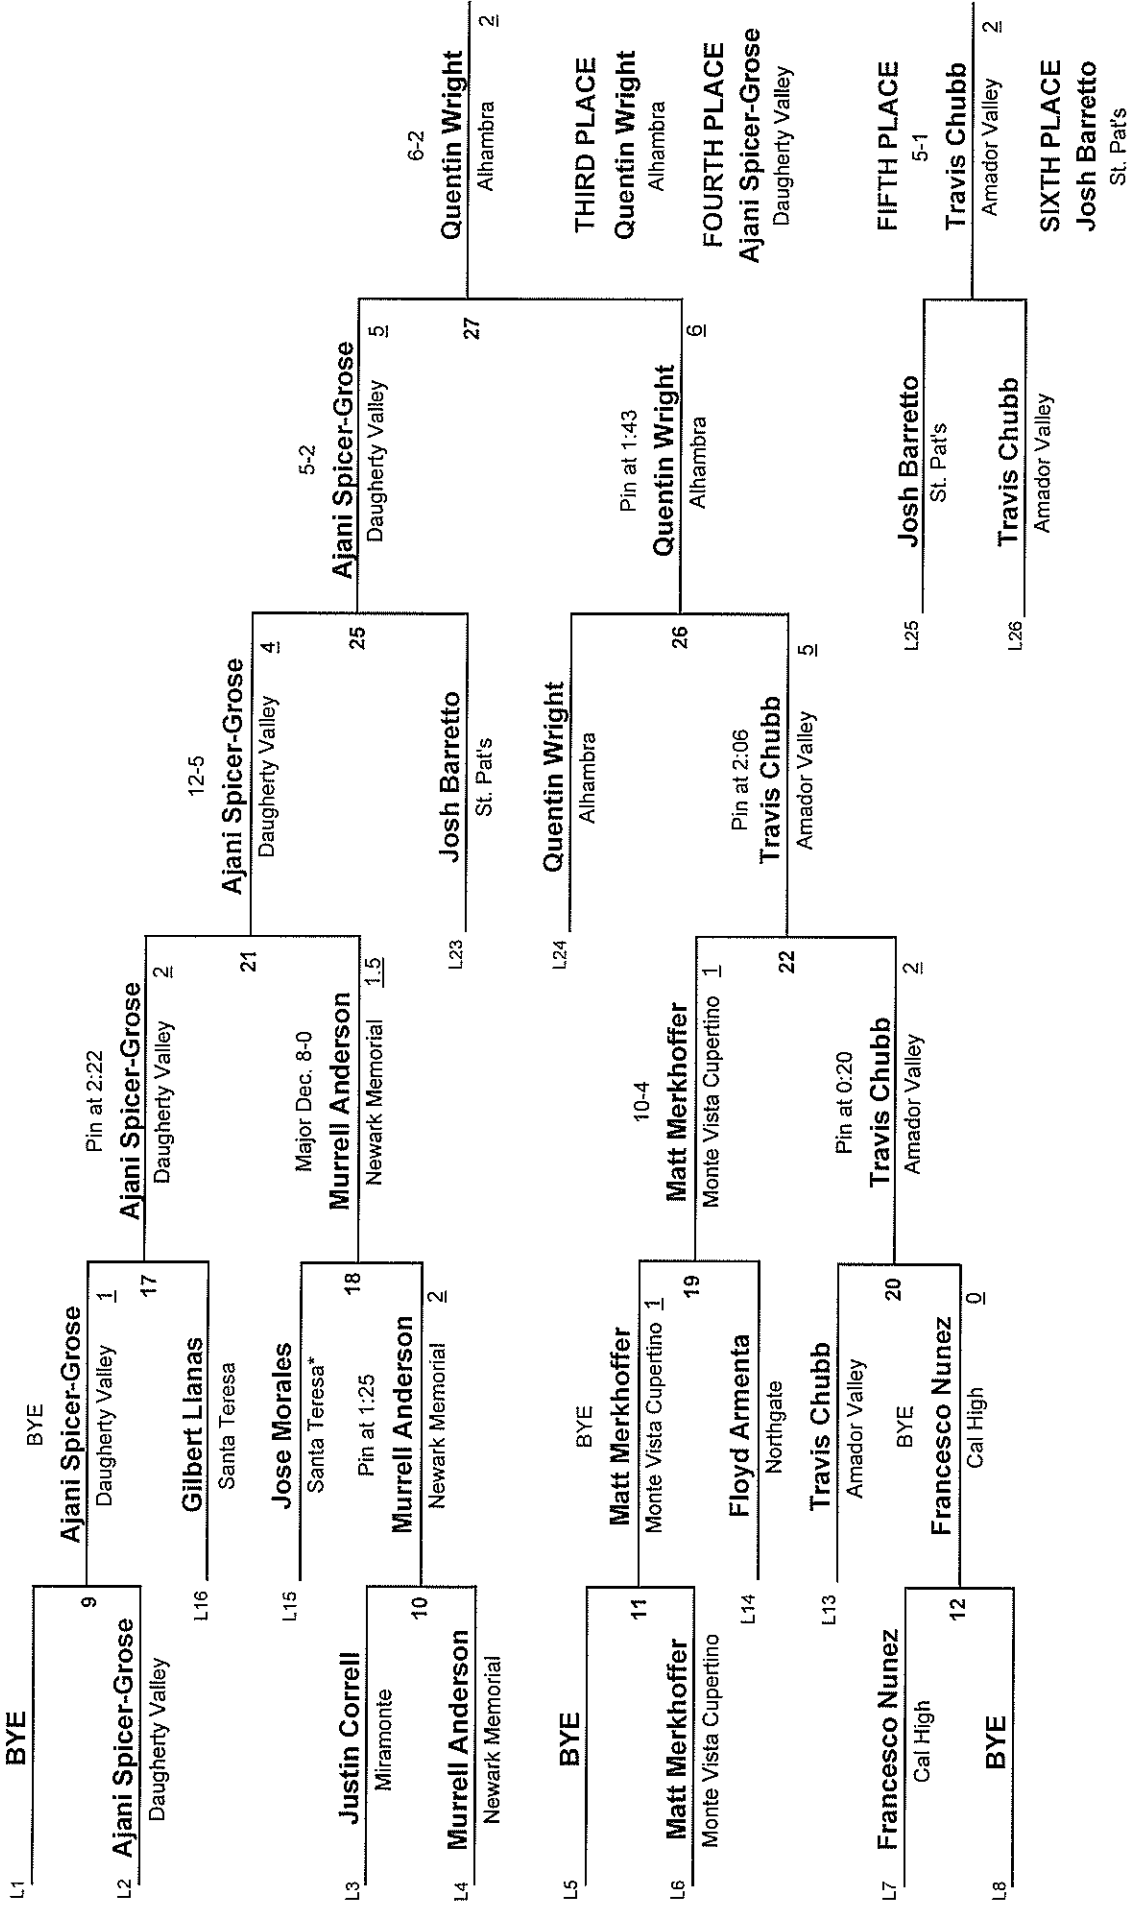 L1
BYE
9
L2
Ajani Spicer-Grose
Daugherty Valley
BYE
Ajani Spicer-Grose
Daugherty Valley
1
17
L16
Gilbert Llanas
Santa Teresa
Pin at 2:22
Ajani Spicer-Grose
Daugherty Valley
2
21
L15
Jose Morales
Santa Teresa*
18
L3
Justin Correll
Miramonte
10
L4
Murrell Anderson
Newark Memorial
Pin at 1:25
Murrell Anderson
Newark Memorial
2
Major Dec. 8-0
Murrell Anderson
Newark Memorial
1.5
12-5
Ajani Spicer-Grose
Daugherty Valley
4
25
L23
Josh Barretto
St. Pat's
5-2
Ajani Spicer-Grose
Daugherty Valley
5
27
L5
BYE
11
L6
Matt Merkhoffer
Monte Vista Cupertino
BYE
Matt Merkhoffer
Monte Vista Cupertino
1
19
L14
Floyd Armenta
Northgate
10-4
Matt Merkhoffer
Monte Vista Cupertino
1
22
L13
Travis Chubb
Amador Valley
20
L7
Francesco Nunez
Cal High
12
L8
BYE
BYE
Francesco Nunez
Cal High
0
Pin at 0:20
Travis Chubb
Amador Valley
2
L24
Quentin Wright
Alhambra
26
Pin at 2:06
Travis Chubb
Amador Valley
5
Pin at 1:43
Quentin Wright
Alhambra
6
6-2
Quentin Wright
Alhambra
2
THIRD PLACE
Quentin Wright
Alhambra
FOURTH PLACE
Ajani Spicer-Grose
Daugherty Valley
L25
Josh Barretto
St. Pat's
L26
Travis Chubb
Amador Valley
FIFTH PLACE
5-1
Travis Chubb
Amador Valley
2
SIXTH PLACE
Josh Barretto
St. Pat's